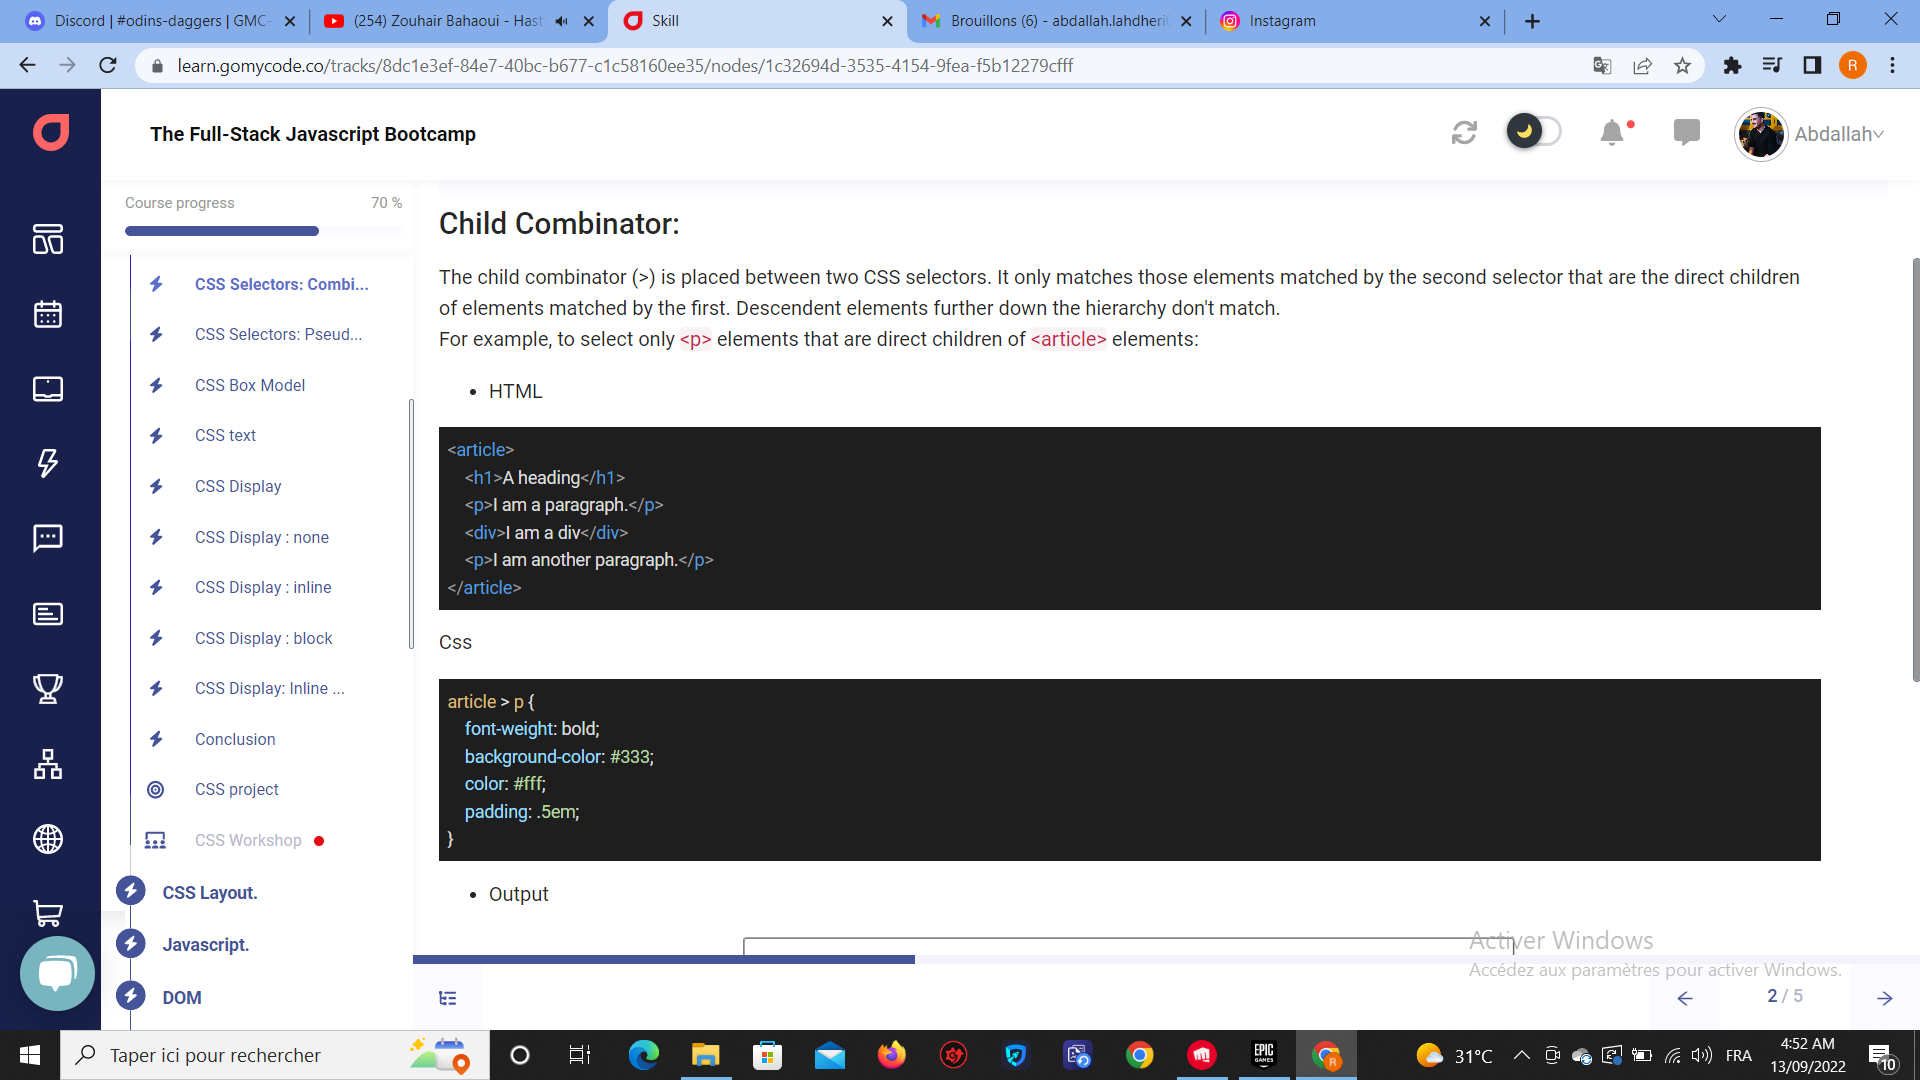 Discord | #odins-daggers | GMC-
(254) Zouhair Bahaoui - Hast
Skill
Brouillons (6) - abdallah.lahdheri
Instagram
learn.gomycode.co/tracks/8dc1e3ef-84e7-40bc-b677-c1c58160ee35/nodes/1c32694d-3535-4154-9fea-f5b12279cfff
R
The Full-Stack Javascript Bootcamp
Abdallah
Course progress
70 %
CSS Selectors: Combi...
CSS Selectors: Pseud...
CSS Box Model
CSS text
CSS Display
CSS Display : none
CSS Display : inline
CSS Display : block
CSS Display: Inline ...
Conclusion
CSS project
CSS Workshop
CSS Layout.
Javascript.
DOM
Child Combinator:
The child combinator (>) is placed between two CSS selectors. It only matches those elements matched by the second selector that are the direct children
of elements matched by the first. Descendent elements further down the hierarchy don't match.
For example, to select only <p> elements that are direct children of <article> elements:
• HTML
<article>
<h1>A heading</h1>
<p>I am a paragraph.</p>
<div>I am a div</div>
<p>I am another paragraph.</p>
</article>
Css
article > p {
font-weight: bold;
background-color: #333;
color: #fff;
padding: .5em;
}
• Output
Activer Windows
Accédez aux paramètres pour activer Windows.
2 / 5
Taper ici pour rechercher
EPIC
GAMES
R
31°C
FRA
4:52 AM
13/09/2022
10